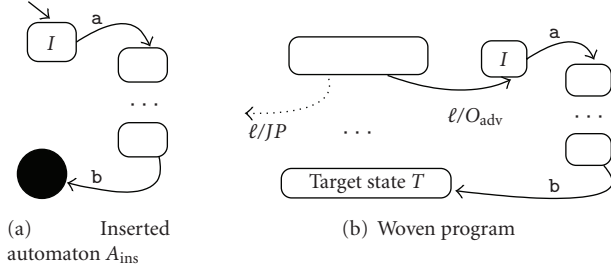 a
I
. . .
b
(a) Inserted
automaton A_ins
a
I
ℓ/O_adv
ℓ/JP
. . .
. . .
Target state T
b
(b) Woven program